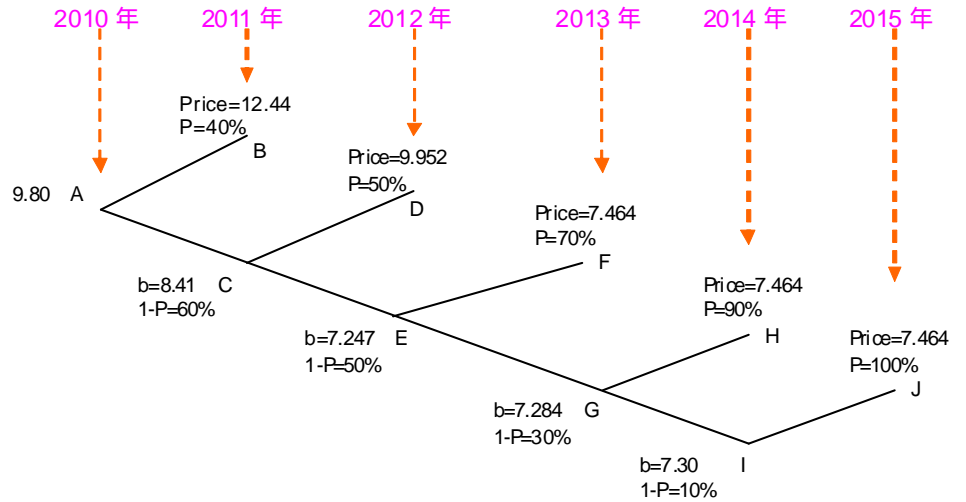 2010 年 2011 年 2012 年 2013 年 2014 年 2015 年
Price=12.44
P=40%
B
Price=9.952
P=50%
D
9.80 A
Price=7.464
P=70%
F
b=8.41 C
1-P=60%
Price=7.464
P=90%
H
b=7.247 E
1-P=50%
Price=7.464
P=100%
J
b=7.284 G
1-P=30%
b=7.30 I
1-P=10%